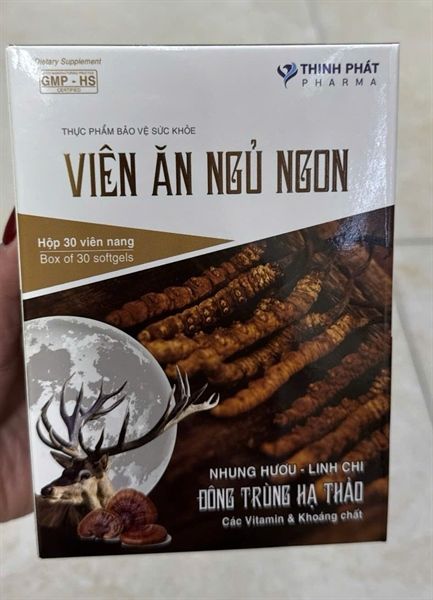 Dietary Supplement
GMP - HS
CERTIFIED
THỊNH PHÁT
PHARMA
THỰC PHẨM BẢO VỆ SỨC KHỎE
VIÊN ĂN NGỦ NGON
Hộp 30 viên nang
Box of 30 softgels
NHUNG HƯƠU - LINH CHI
ĐÔNG TRÙNG HẠ THẢO
Các Vitamin & Khoáng chất